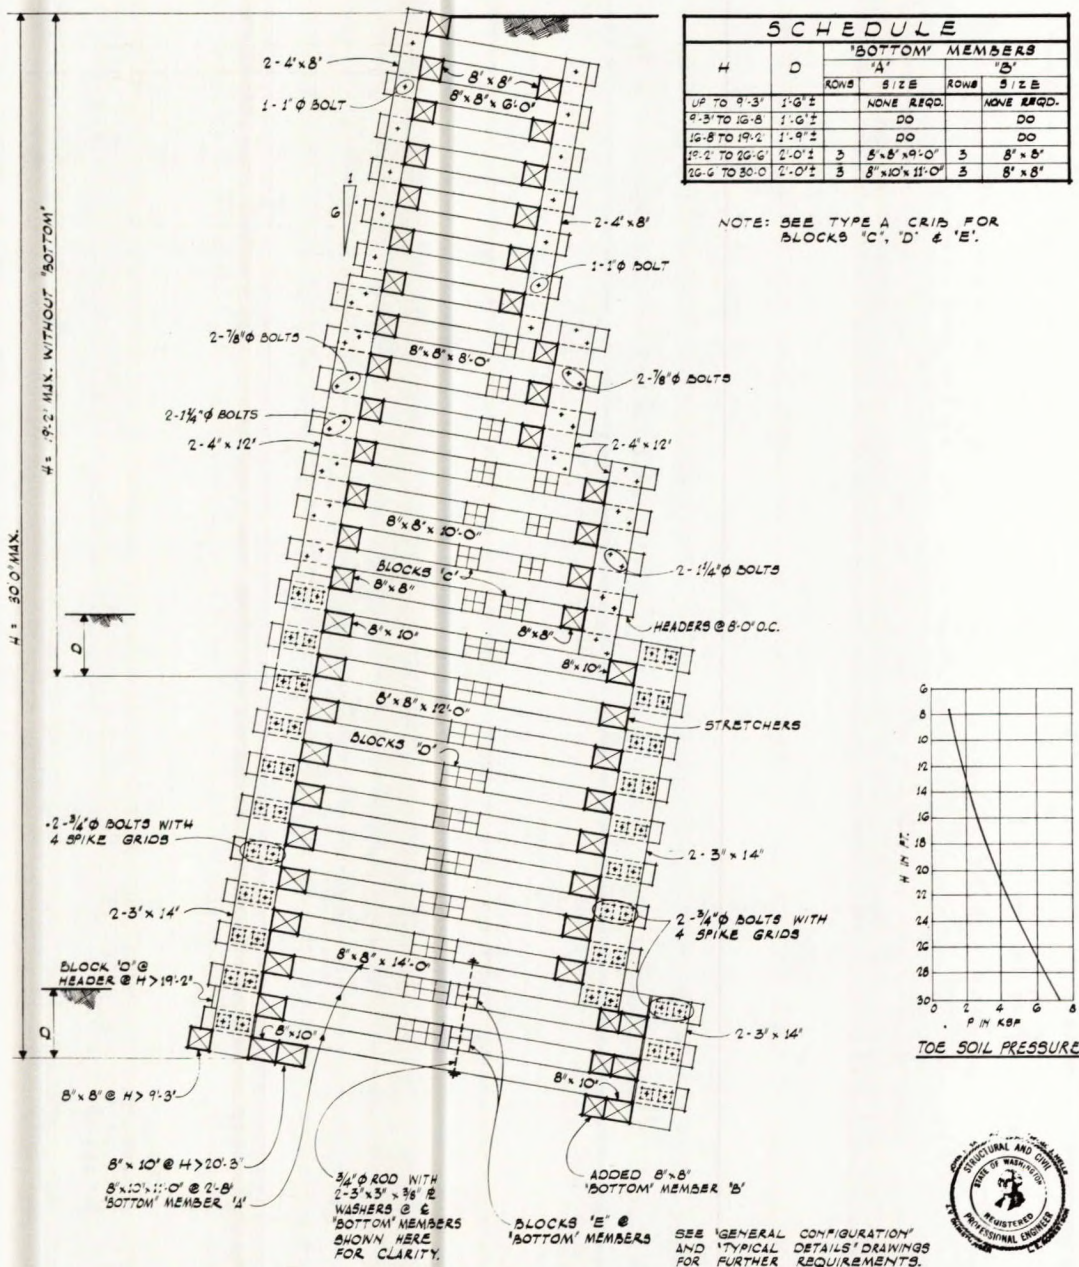 SCHEDULE
"BOTTOM" MEMBERS
H D "A" "B"
ROWS SIZE ROWS SIZE
UP TO 9'-3" 1'-6"± NONE REQD. NONE REQD.
9'-3" TO 16'-8" 1'-6"± DO DO
16'-8" TO 19'-2" 1'-9"± DO DO
19'-2" TO 26'-6" 2'-0"± 3 8"x8"x9'-0" 3 8"x8"
26'-6" TO 30'-0" 2'-0"± 3 8"x10"x11'-0" 3 8"x8"
NOTE: SEE TYPE A CRIB FOR
BLOCKS "C", "D" & "E".
2-4"x8"
1-1"ϕ BOLT
8"x8"
8"x8"x6'-0"
1
6
2-4"x8"
1-1"ϕ BOLT
H = 30'0" MAX.
H = 19'-2" MAX. WITHOUT "BOTTOM"
2-7/8"ϕ BOLTS
8"x8"x8'-0"
2-7/8"ϕ BOLTS
2-1¼"ϕ BOLTS
2-4"x12"
2-4"x12"
8"x8"x10'-0"
BLOCKS "C"
8"x8"
2-1¼"ϕ BOLTS
HEADERS @ 8'-0" O.C.
8"x8"
8"x10"
8"x10"
D
8"x8"x12'-0"
STRETCHERS
BLOCKS "D"
2-¾"ϕ BOLTS WITH
4 SPIKE GRIDS
2-3"x14"
2-3"x14"
2-¾"ϕ BOLTS WITH
4 SPIKE GRIDS
8"x8"x14'-0"
BLOCK "D" @
HEADER @ H>19'-2"
D
8"x10"
2-3"x14"
8"x10"
8"x8" @ H>9'-3"
8"x10" @ H>20'-3"
8"x10"x11'-0" @ 2'-8"
"BOTTOM" MEMBER "A"
¾"ϕ ROD WITH
2-3"x3"x3/8" ℞
WASHERS @ ℄
"BOTTOM" MEMBERS
SHOWN HERE
FOR CLARITY.
BLOCKS "E" @
"BOTTOM" MEMBERS
ADDED 8"x8"
"BOTTOM" MEMBER "B"
H IN FT.
6
8
10
12
14
16
18
20
22
24
26
28
30
0 2 4 6 8
P IN KSF
TOE SOIL PRESSURE
SEE "GENERAL CONFIGURATION"
AND "TYPICAL DETAILS" DRAWINGS
FOR FURTHER REQUIREMENTS.
STRUCTURAL AND CIVIL
STATE OF WASHINGTON
REGISTERED
PROFESSIONAL ENGINEER